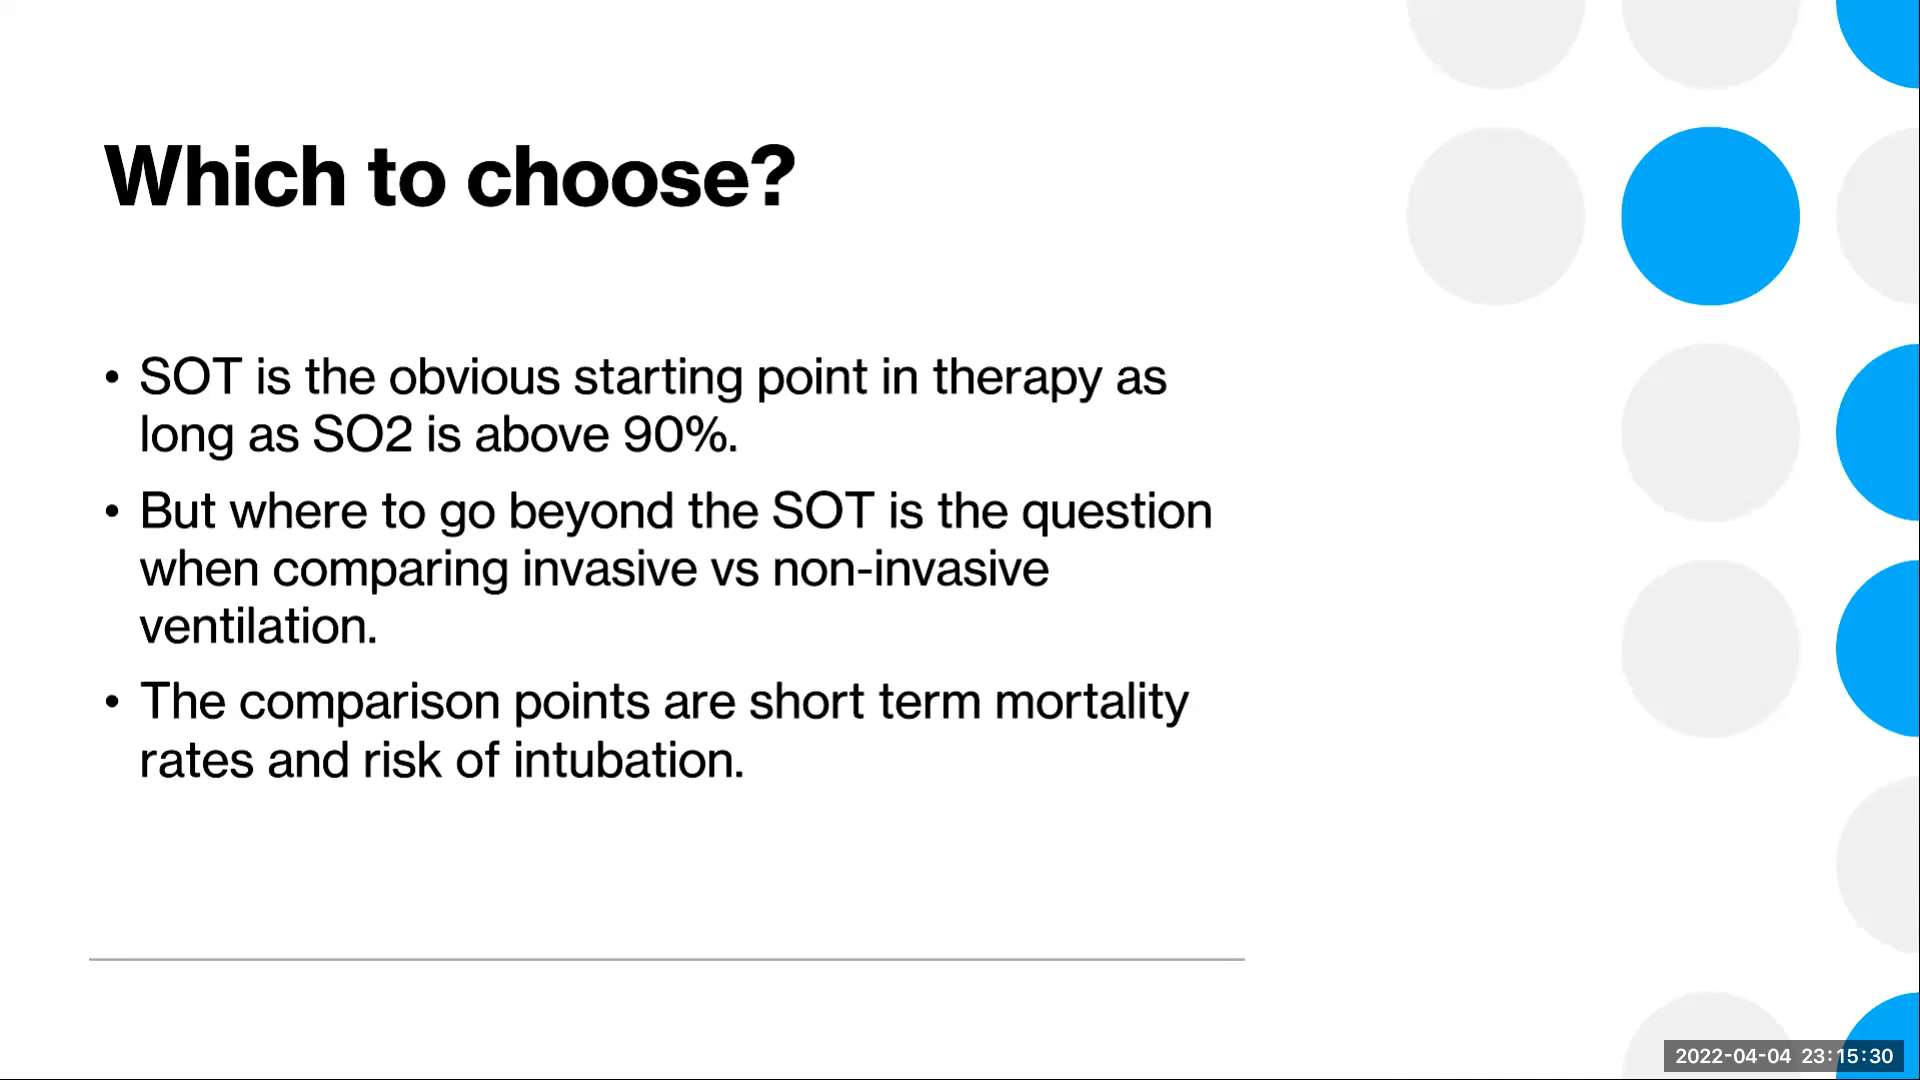 Which to choose?
• SOT is the obvious starting point in therapy as
long as SO2 is above 90%.
• But where to go beyond the SOT is the question
when comparing invasive vs non-invasive
ventilation.
• The comparison points are short term mortality
rates and risk of intubation.
2022-04-04 23:15:30